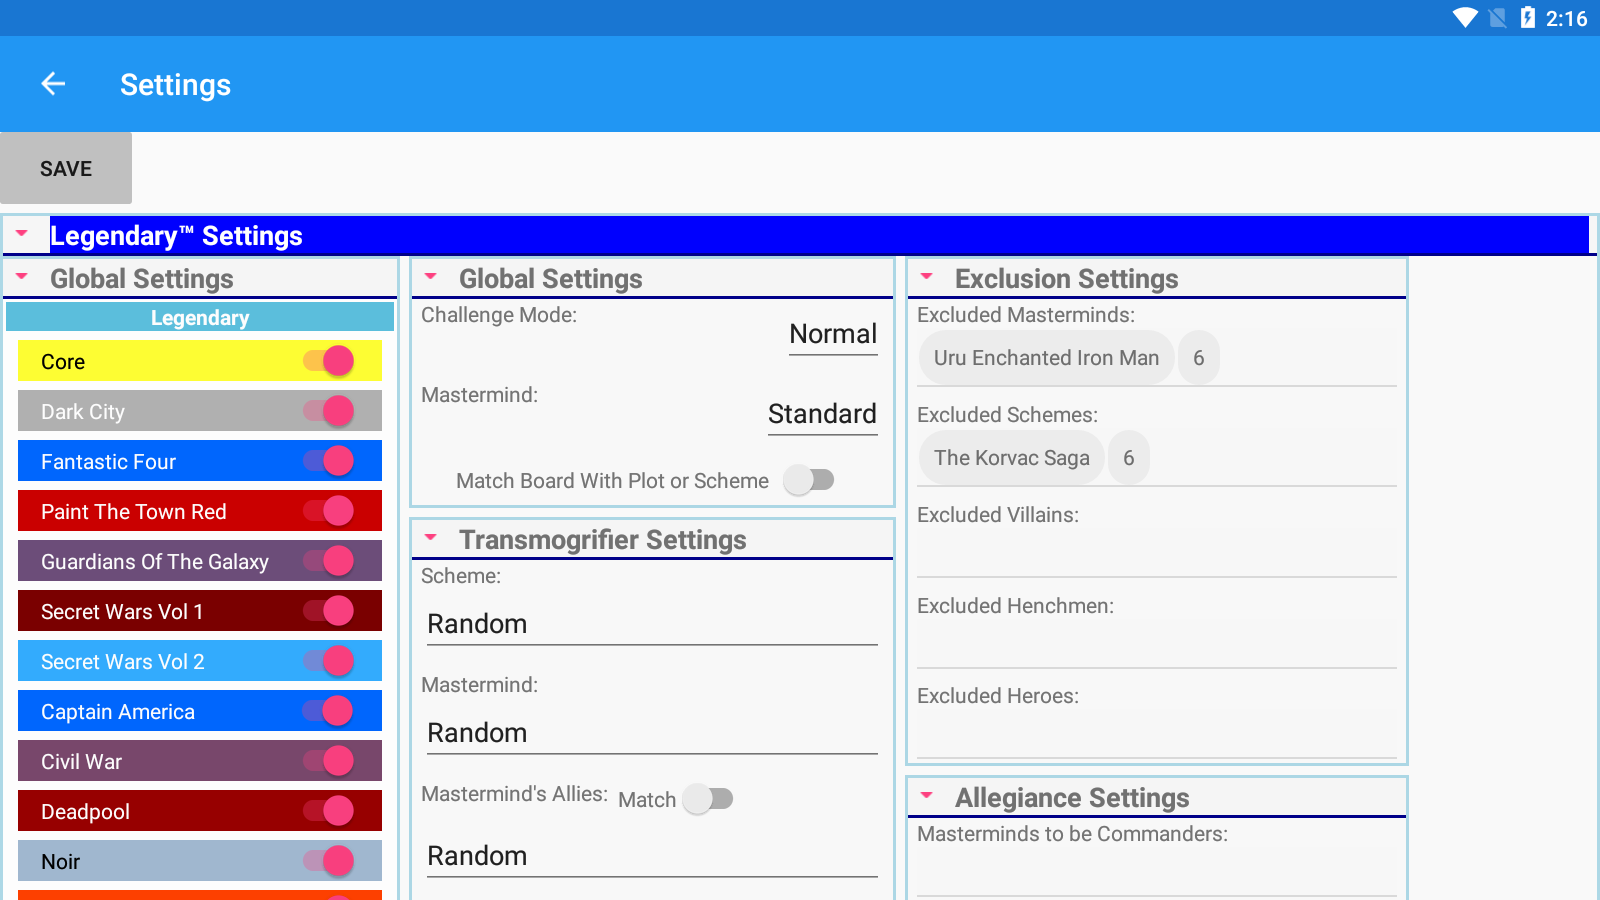 2:16
Settings
SAVE
Legendary™ Settings
Global Settings
Legendary
Core
Dark City
Fantastic Four
Paint The Town Red
Guardians Of The Galaxy
Secret Wars Vol 1
Secret Wars Vol 2
Captain America
Civil War
Deadpool
Noir
Global Settings
Challenge Mode:
Normal
Mastermind:
Standard
Match Board With Plot or Scheme
Transmogrifier Settings
Scheme:
Random
Mastermind:
Random
Mastermind's Allies: Match
Random
Exclusion Settings
Excluded Masterminds:
Uru Enchanted Iron Man 6
Excluded Schemes:
The Korvac Saga 6
Excluded Villains:
Excluded Henchmen:
Excluded Heroes:
Allegiance Settings
Masterminds to be Commanders: